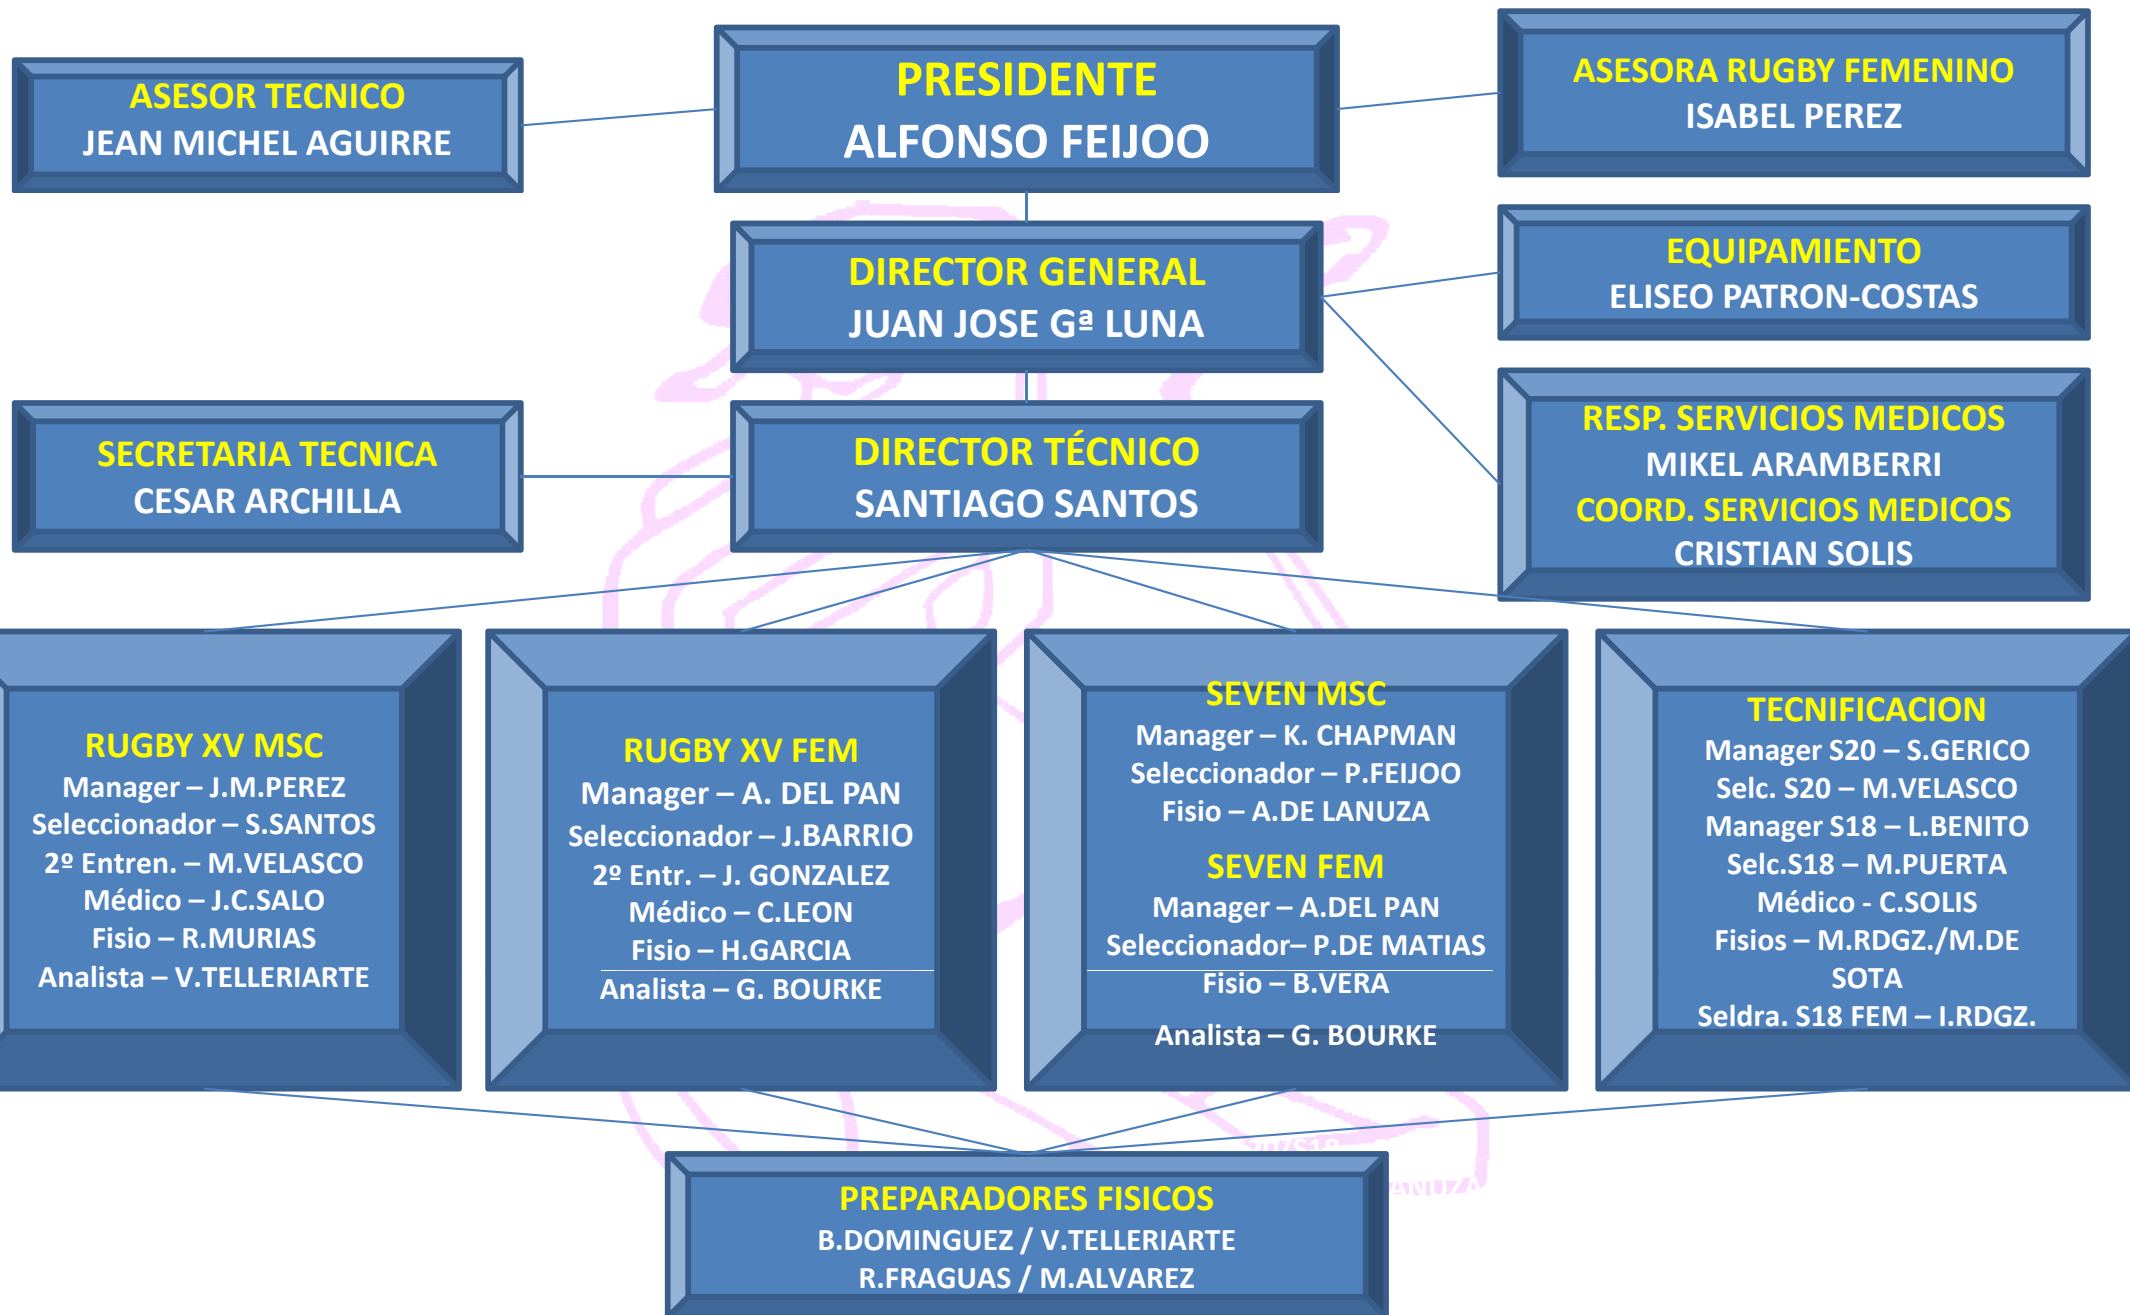 PRESIDENTE
ALFONSO FEIJOO
ASESOR TECNICO
JEAN MICHEL AGUIRRE
ASESORA RUGBY FEMENINO
ISABEL PEREZ
DIRECTOR GENERAL
JUAN JOSE Gª LUNA
EQUIPAMIENTO
ELISEO PATRON-COSTAS
SECRETARIA TECNICA
CESAR ARCHILLA
DIRECTOR TÉCNICO
SANTIAGO SANTOS
RESP. SERVICIOS MEDICOS
MIKEL ARAMBERRI
COORD. SERVICIOS MEDICOS
CRISTIAN SOLIS
RUGBY XV MSC
Manager – J.M.PEREZ
Seleccionador – S.SANTOS
2º Entren. – M.VELASCO
Médico – J.C.SALO
Fisio – R.MURIAS
Analista – V.TELLERIARTE
RUGBY XV FEM
Manager – A. DEL PAN
Seleccionador – J.BARRIO
2º Entr. – J. GONZALEZ
Médico – C.LEON
Fisio – H.GARCIA
Analista – G. BOURKE
SEVEN MSC
Manager – K. CHAPMAN
Seleccionador – P.FEIJOO
Fisio – A.DE LANUZA
SEVEN FEM
Manager – A.DEL PAN
Seleccionador– P.DE MATIAS
Fisio – B.VERA
Analista – G. BOURKE
TECNIFICACION
Manager S20 – S.GERICO
Selc. S20 – M.VELASCO
Manager S18 – L.BENITO
Selc.S18 – M.PUERTA
Médico - C.SOLIS
Fisios – M.RDGZ./M.DE
SOTA
Seldra. S18 FEM – I.RDGZ.
PREPARADORES FISICOS
B.DOMINGUEZ / V.TELLERIARTE
R.FRAGUAS / M.ALVAREZ